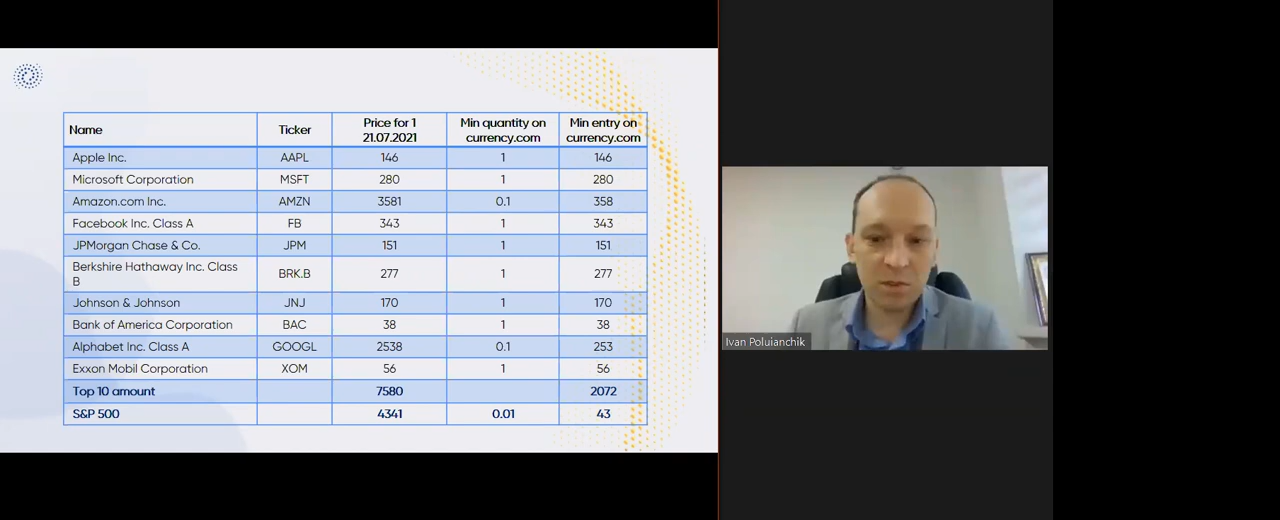 Name Ticker Price for 1 21.07.2021 Min quantity on currency.com Min entry on currency.com
Apple Inc. AAPL 146 1 146
Microsoft Corporation MSFT 280 1 280
Amazon.com Inc. AMZN 3581 0.1 358
Facebook Inc. Class A FB 343 1 343
JPMorgan Chase & Co. JPM 151 1 151
Berkshire Hathaway Inc. Class B BRK.B 277 1 277
Johnson & Johnson JNJ 170 1 170
Bank of America Corporation BAC 38 1 38
Alphabet Inc. Class A GOOGL 2538 0.1 253
Exxon Mobil Corporation XOM 56 1 56
Top 10 amount 7580 2072
S&P 500 4341 0.01 43
Ivan Poluianchik